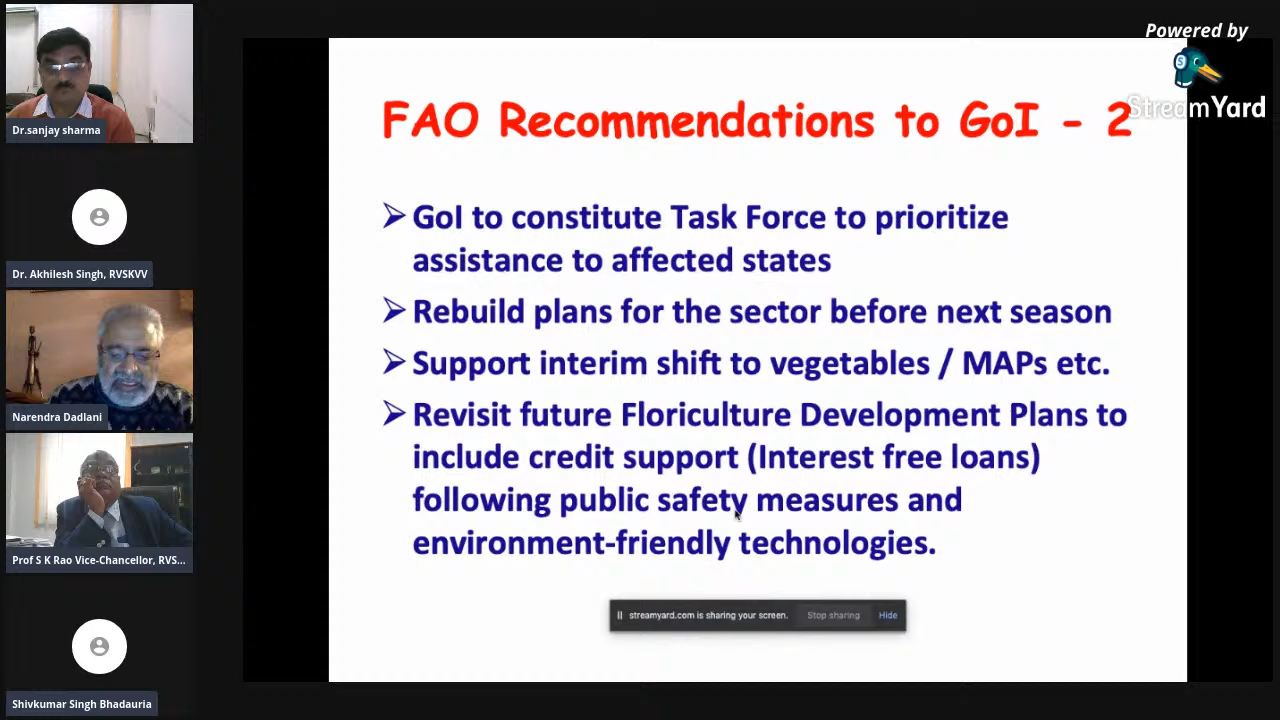 Powered by
StreamYard
Dr.sanjay sharma
Dr. Akhilesh Singh, RVSKVV
Narendra Dadlani
Prof S K Rao Vice-Chancellor, RVS...
Shivkumar Singh Bhadauria
FAO Recommendations to GoI - 2
➢ GoI to constitute Task Force to prioritize
assistance to affected states
➢ Rebuild plans for the sector before next season
➢ Support interim shift to vegetables / MAPs etc.
➢ Revisit future Floriculture Development Plans to
include credit support (Interest free loans)
following public safety measures and
environment-friendly technologies.
streamyard.com is sharing your screen. Stop sharing Hide